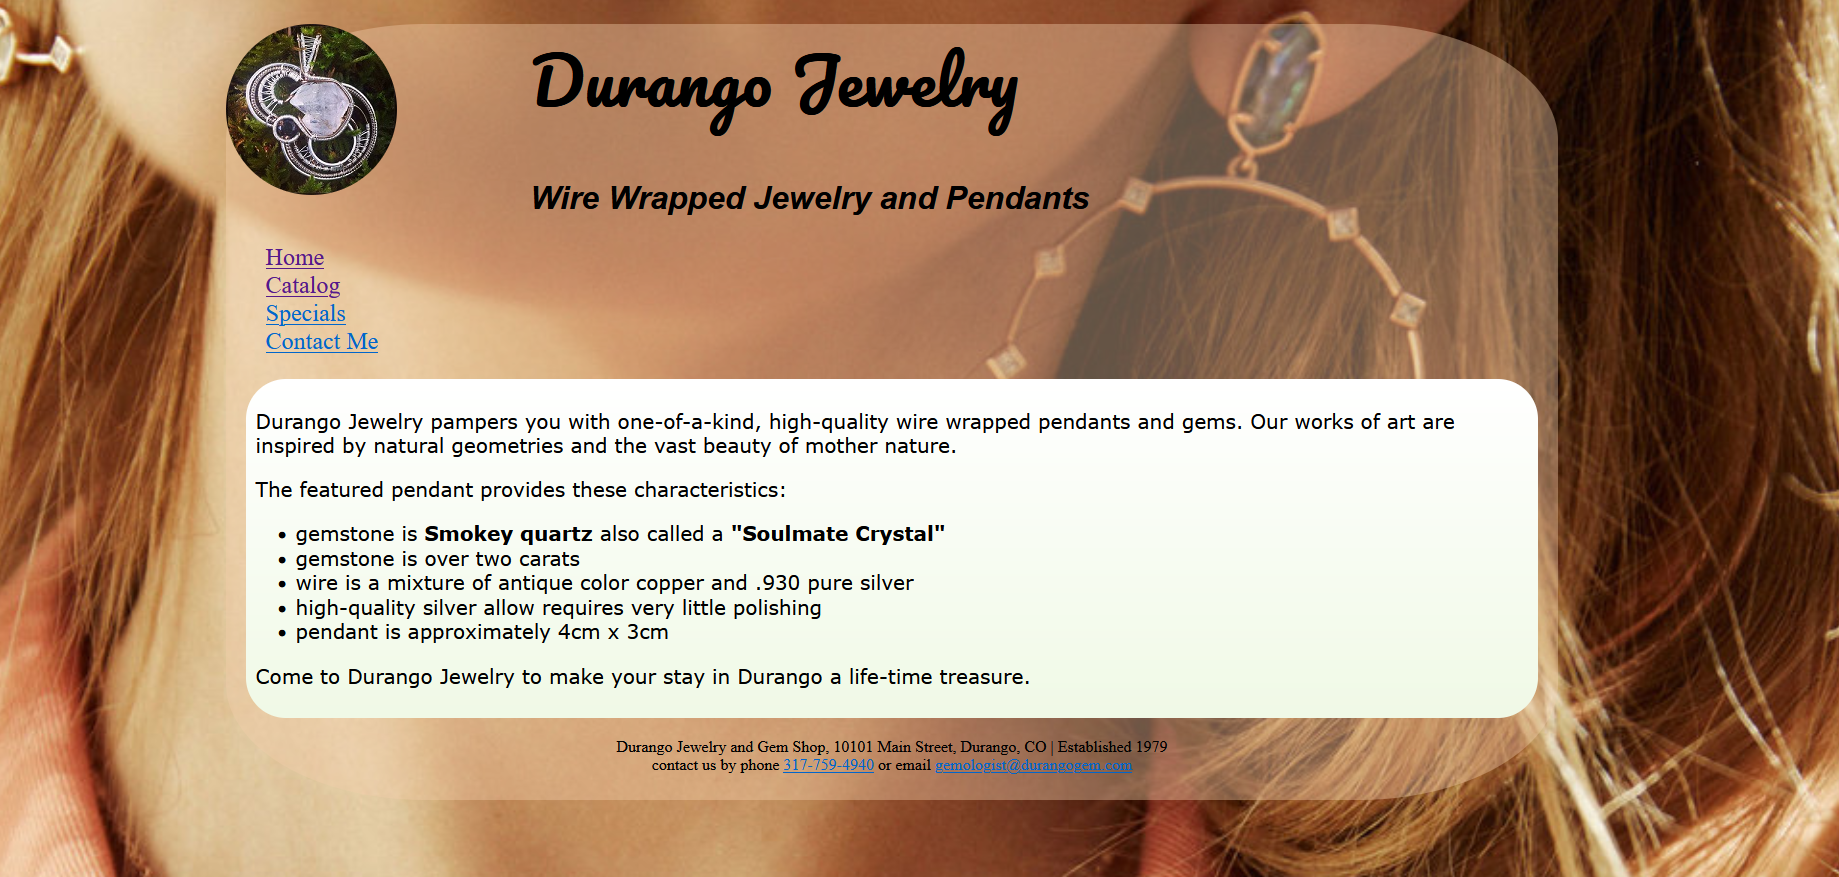 Durango Jewelry
Wire Wrapped Jewelry and Pendants
Home
Catalog
Specials
Contact Me
Durango Jewelry pampers you with one-of-a-kind, high-quality wire wrapped pendants and gems. Our works of art are
inspired by natural geometries and the vast beauty of mother nature.
The featured pendant provides these characteristics:
• gemstone is Smokey quartz also called a "Soulmate Crystal"
• gemstone is over two carats
• wire is a mixture of antique color copper and .930 pure silver
• high-quality silver allow requires very little polishing
• pendant is approximately 4cm x 3cm
Come to Durango Jewelry to make your stay in Durango a life-time treasure.
Durango Jewelry and Gem Shop, 10101 Main Street, Durango, CO | Established 1979
contact us by phone 317-759-4940 or email gemologist@durangogem.com